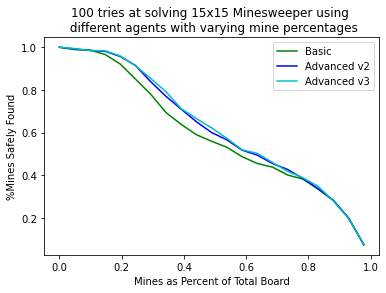 100 tries at solving 15x15 Minesweeper using
different agents with varying mine percentages
Basic
Advanced v2
Advanced v3
%Mines Safely Found
1.0
0.8
0.6
0.4
0.2
0.0 0.2 0.4 0.6 0.8 1.0
Mines as Percent of Total Board